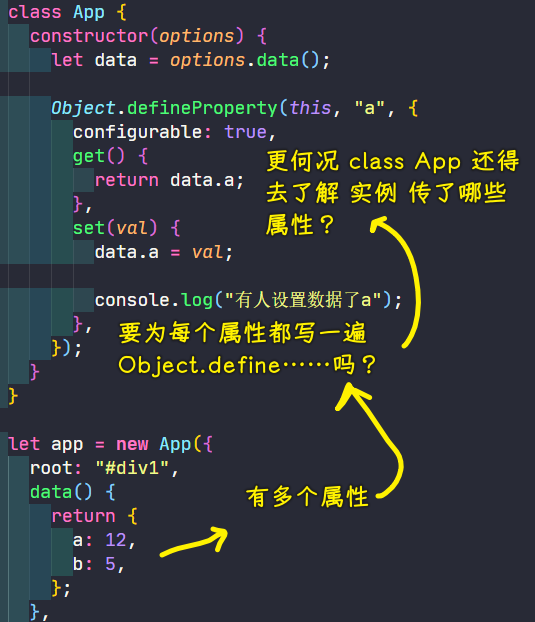 class App {
constructor(options) {
let data = options.data();
Object.defineProperty(this, "a", {
configurable: true,
get() {
return data.a;
},
set(val) {
data.a = val;
console.log("有人设置数据了a");
},
});
}
}
更何况 class App 还得
去了解 实例 传了哪些
属性？
要为每个属性都写一遍
Object.define……吗？
let app = new App({
root: "#div1",
data() {
return {
a: 12,
b: 5,
};
},
有多个属性